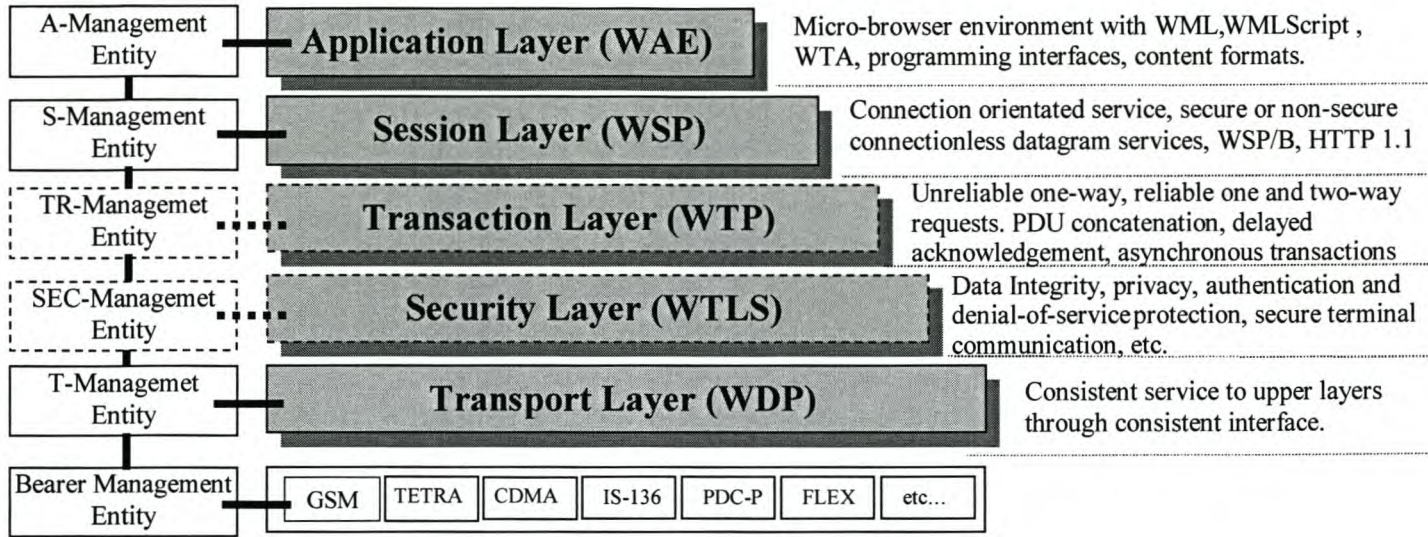 A-Management
Entity
Application Layer (WAE)
Micro-browser environment with WML,WMLScript ,
WTA, programming interfaces, content formats.
S-Management
Entity
Session Layer (WSP)
Connection orientated service, secure or non-secure
connectionless datagram services, WSP/B, HTTP 1.1
TR-Managemet
Entity
Transaction Layer (WTP)
Unreliable one-way, reliable one and two-way
requests. PDU concatenation, delayed
acknowledgement, asynchronous transactions
SEC-Managemet
Entity
Security Layer (WTLS)
Data Integrity, privacy, authentication and
denial-of-service protection, secure terminal
communication, etc.
T-Managemet
Entity
Transport Layer (WDP)
Consistent service to upper layers
through consistent interface.
Bearer Management
Entity
GSM
TETRA
CDMA
IS-136
PDC-P
FLEX
etc...